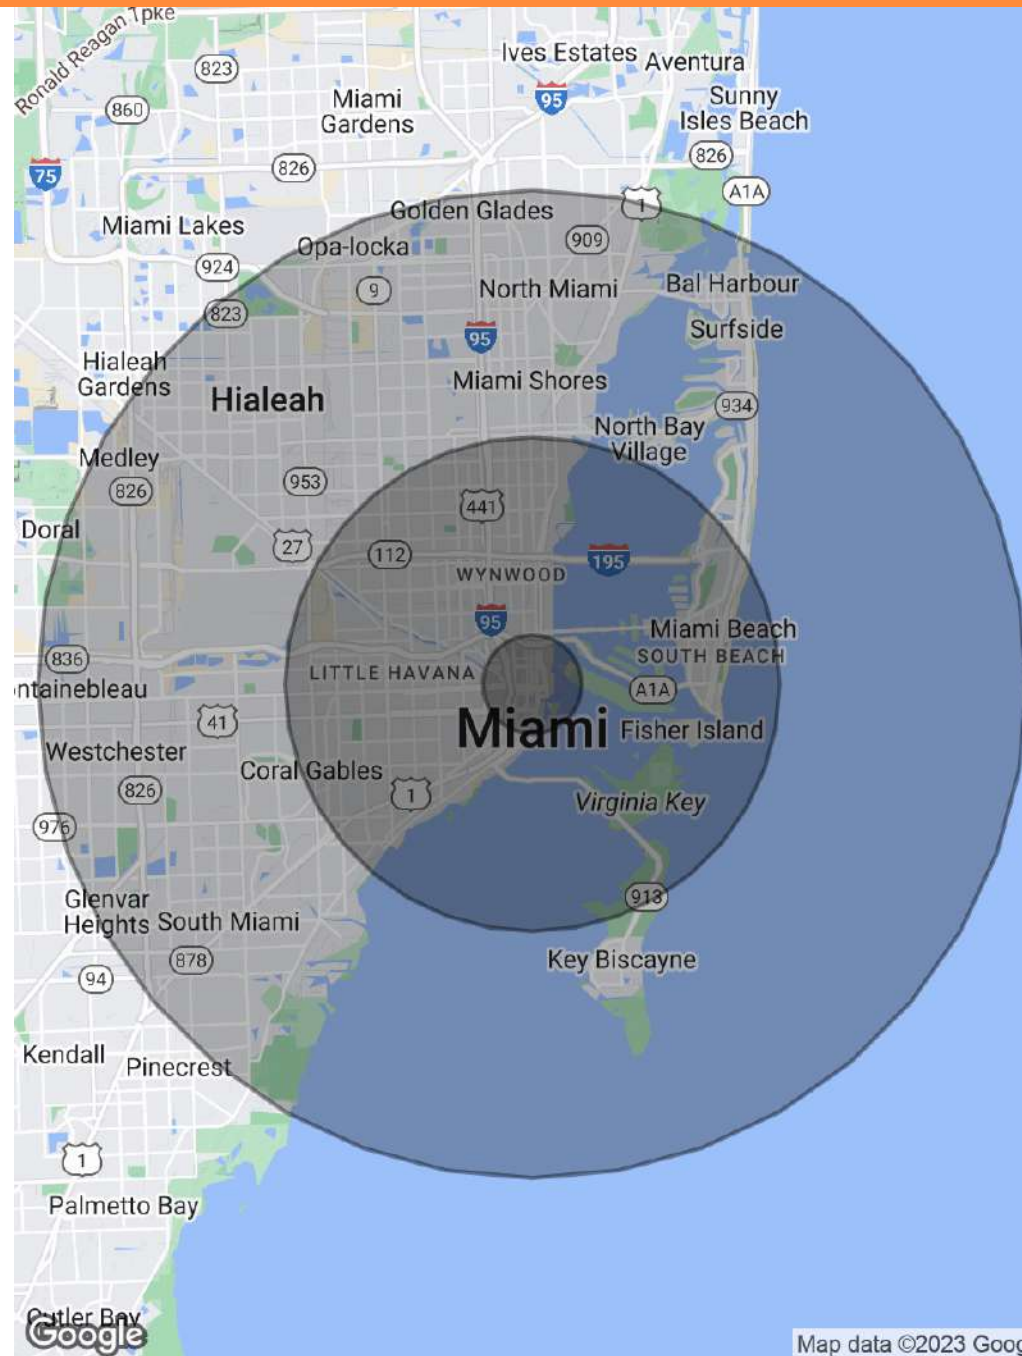 Ronald Reagan Tpke
823
Ives Estates
Aventura
860
95
Miami
Gardens
Sunny
Isles Beach
826
826
75
A1A
1
Golden Glades
Miami Lakes
Opa-locka
909
924
9
North Miami
Bal Harbour
823
95
Surfside
Hialeah
Gardens
Miami Shores
Hialeah
934
North Bay
Village
Medley
953
826
441
Doral
27
112
195
WYNWOOD
95
Miami Beach
SOUTH BEACH
836
LITTLE HAVANA
ntainebleau
A1A
41
Miami
Fisher Island
Westchester
Coral Gables
826
1
Virginia Key
976
Glenvar
Heights
913
South Miami
878
Key Biscayne
94
Kendall
Pinecrest
1
Palmetto Bay
Cutler Bay
Google
Map data ©2023 Goog